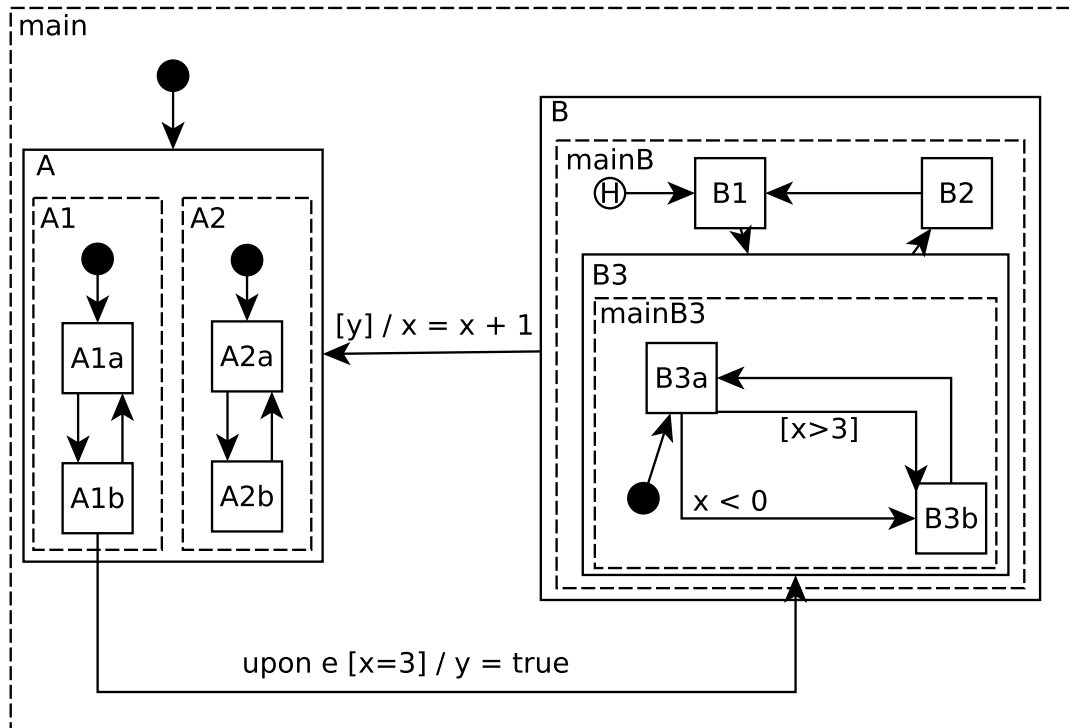 main
A
A1
A2
A1a
A2a
A1b
A2b
[y] / x = x + 1
B
mainB
H
B1
B2
B3
mainB3
B3a
[x>3]
x < 0
B3b
upon e [x=3] / y = true